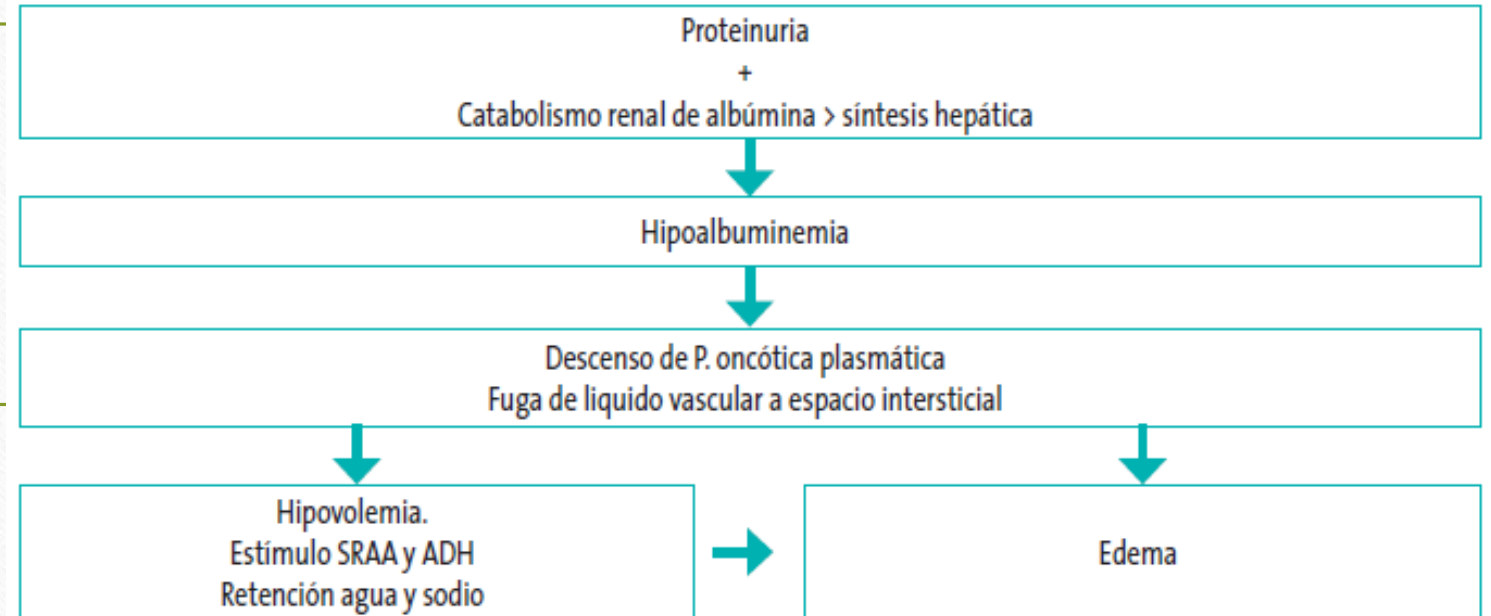 Proteinuria
+
Catabolismo renal de albúmina > síntesis hepática
Hipoalbuminemia
Descenso de P. oncótica plasmática
Fuga de liquido vascular a espacio intersticial
Hipovolemia.
Estímulo SRAA y ADH
Retención agua y sodio
Edema